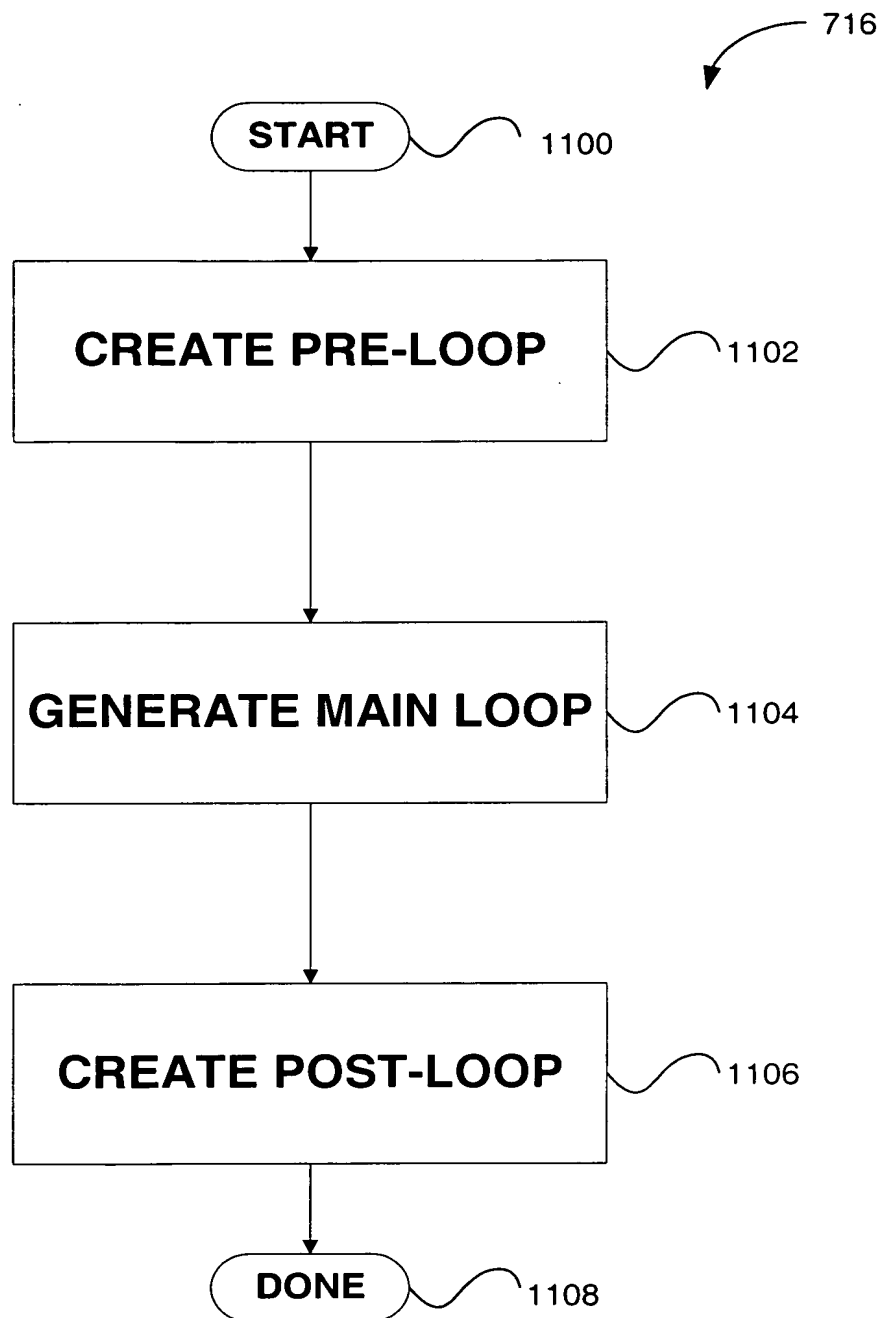 716
START
1100
CREATE PRE-LOOP
1102
GENERATE MAIN LOOP
1104
CREATE POST-LOOP
1106
DONE
1108